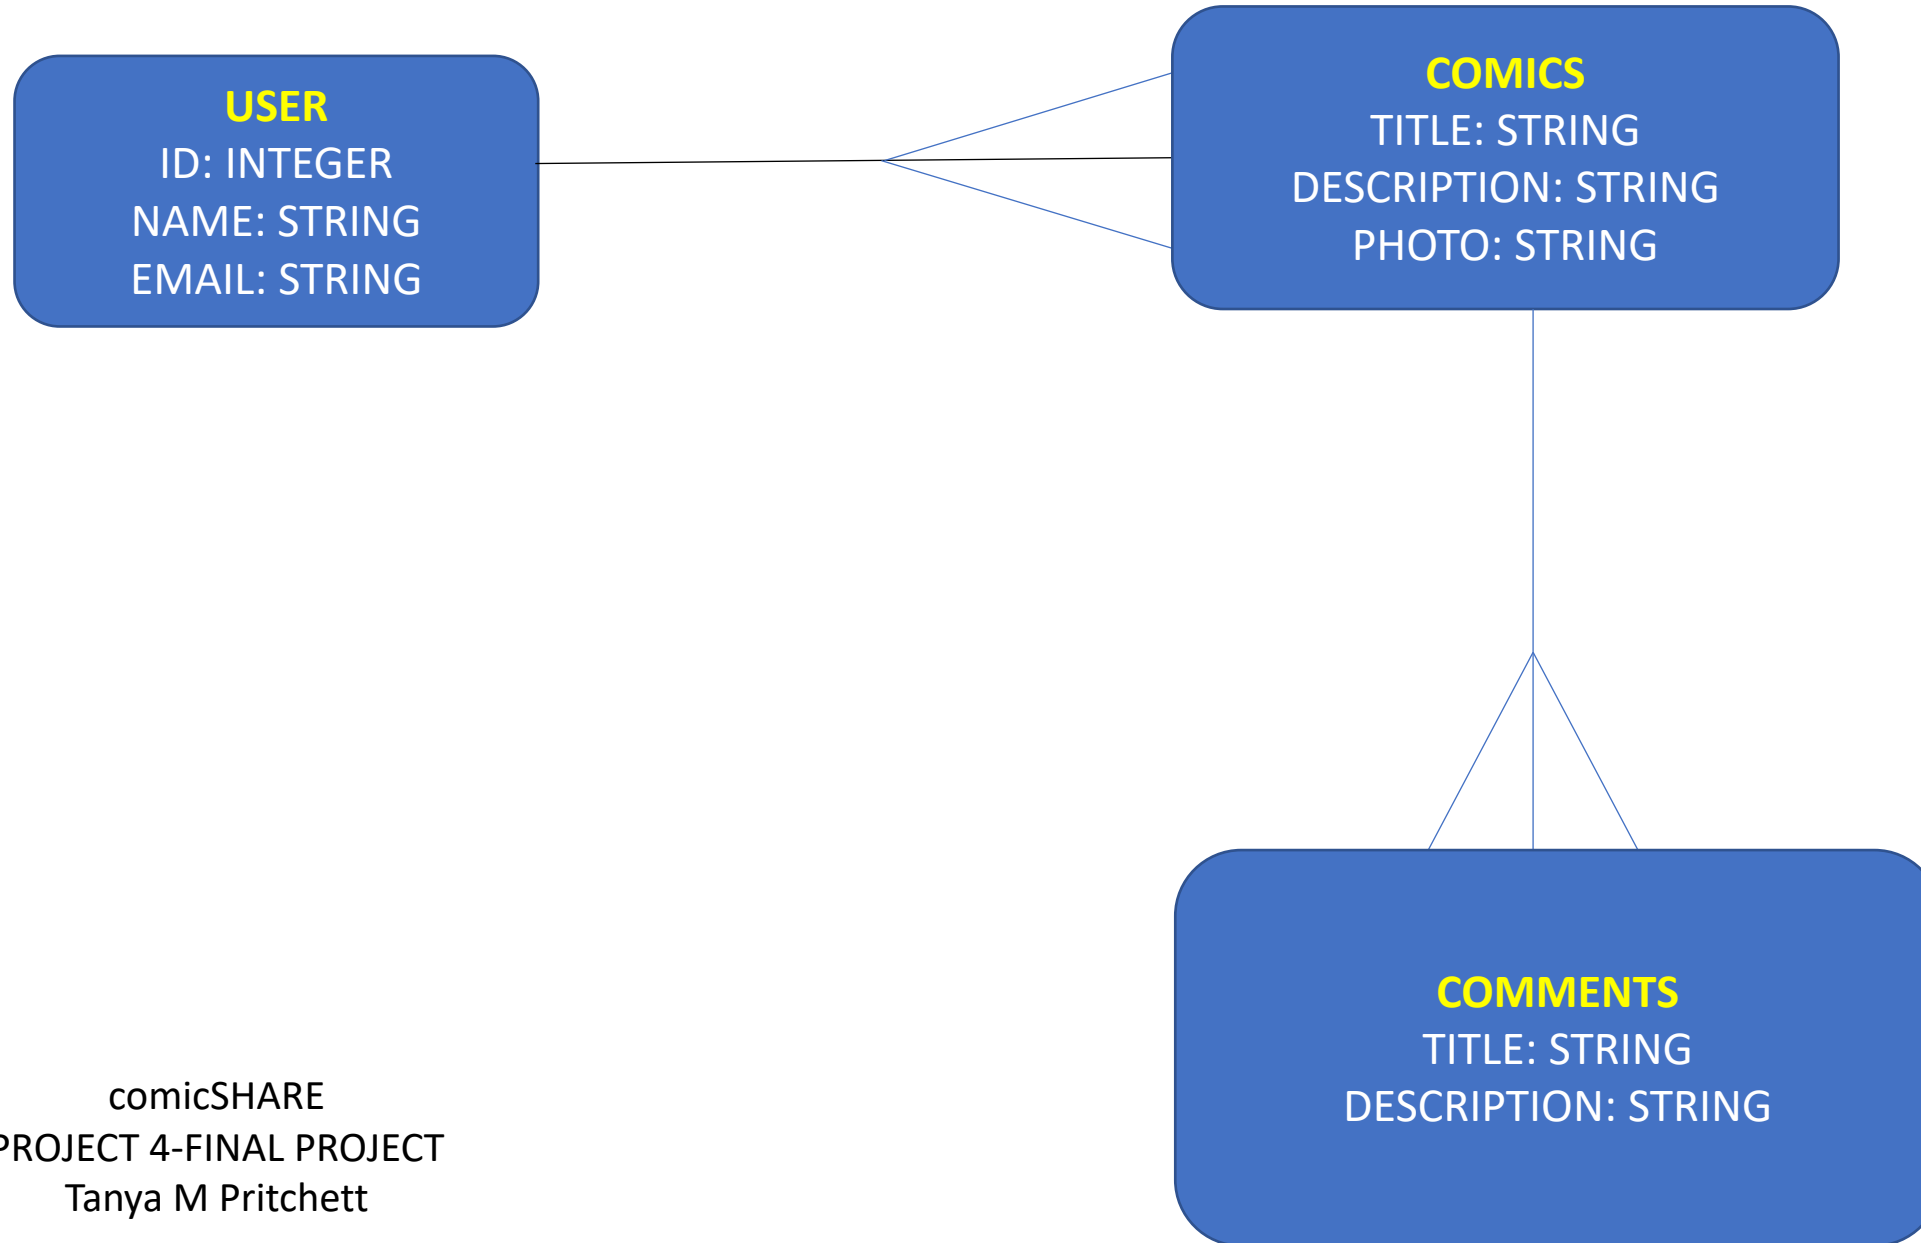 USER
ID: INTEGER
NAME: STRING
EMAIL: STRING
COMICS
TITLE: STRING
DESCRIPTION: STRING
PHOTO: STRING
COMMENTS
TITLE: STRING
DESCRIPTION: STRING
comicSHARE
PROJECT 4-FINAL PROJECT
Tanya M Pritchett